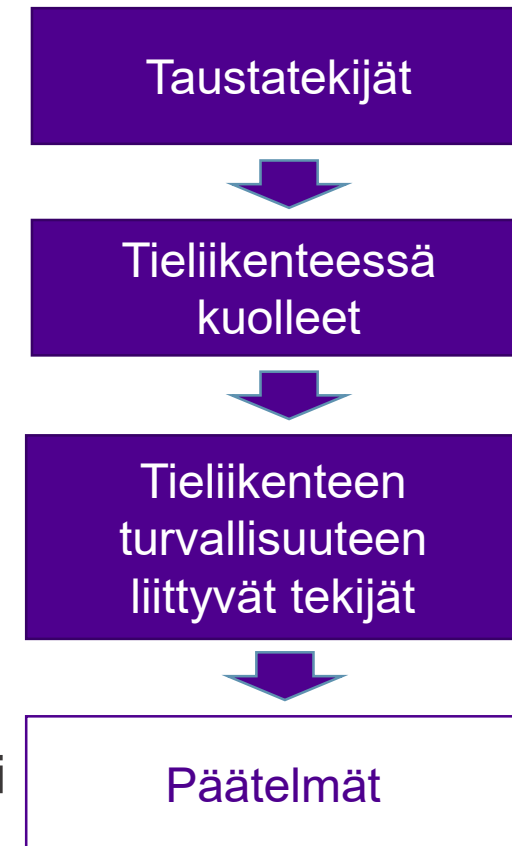 Taustatekijät
Tieliikenteessä
kuolleet
Tieliikenteen
turvallisuuteen
liittyvät tekijät
i
Päätelmät